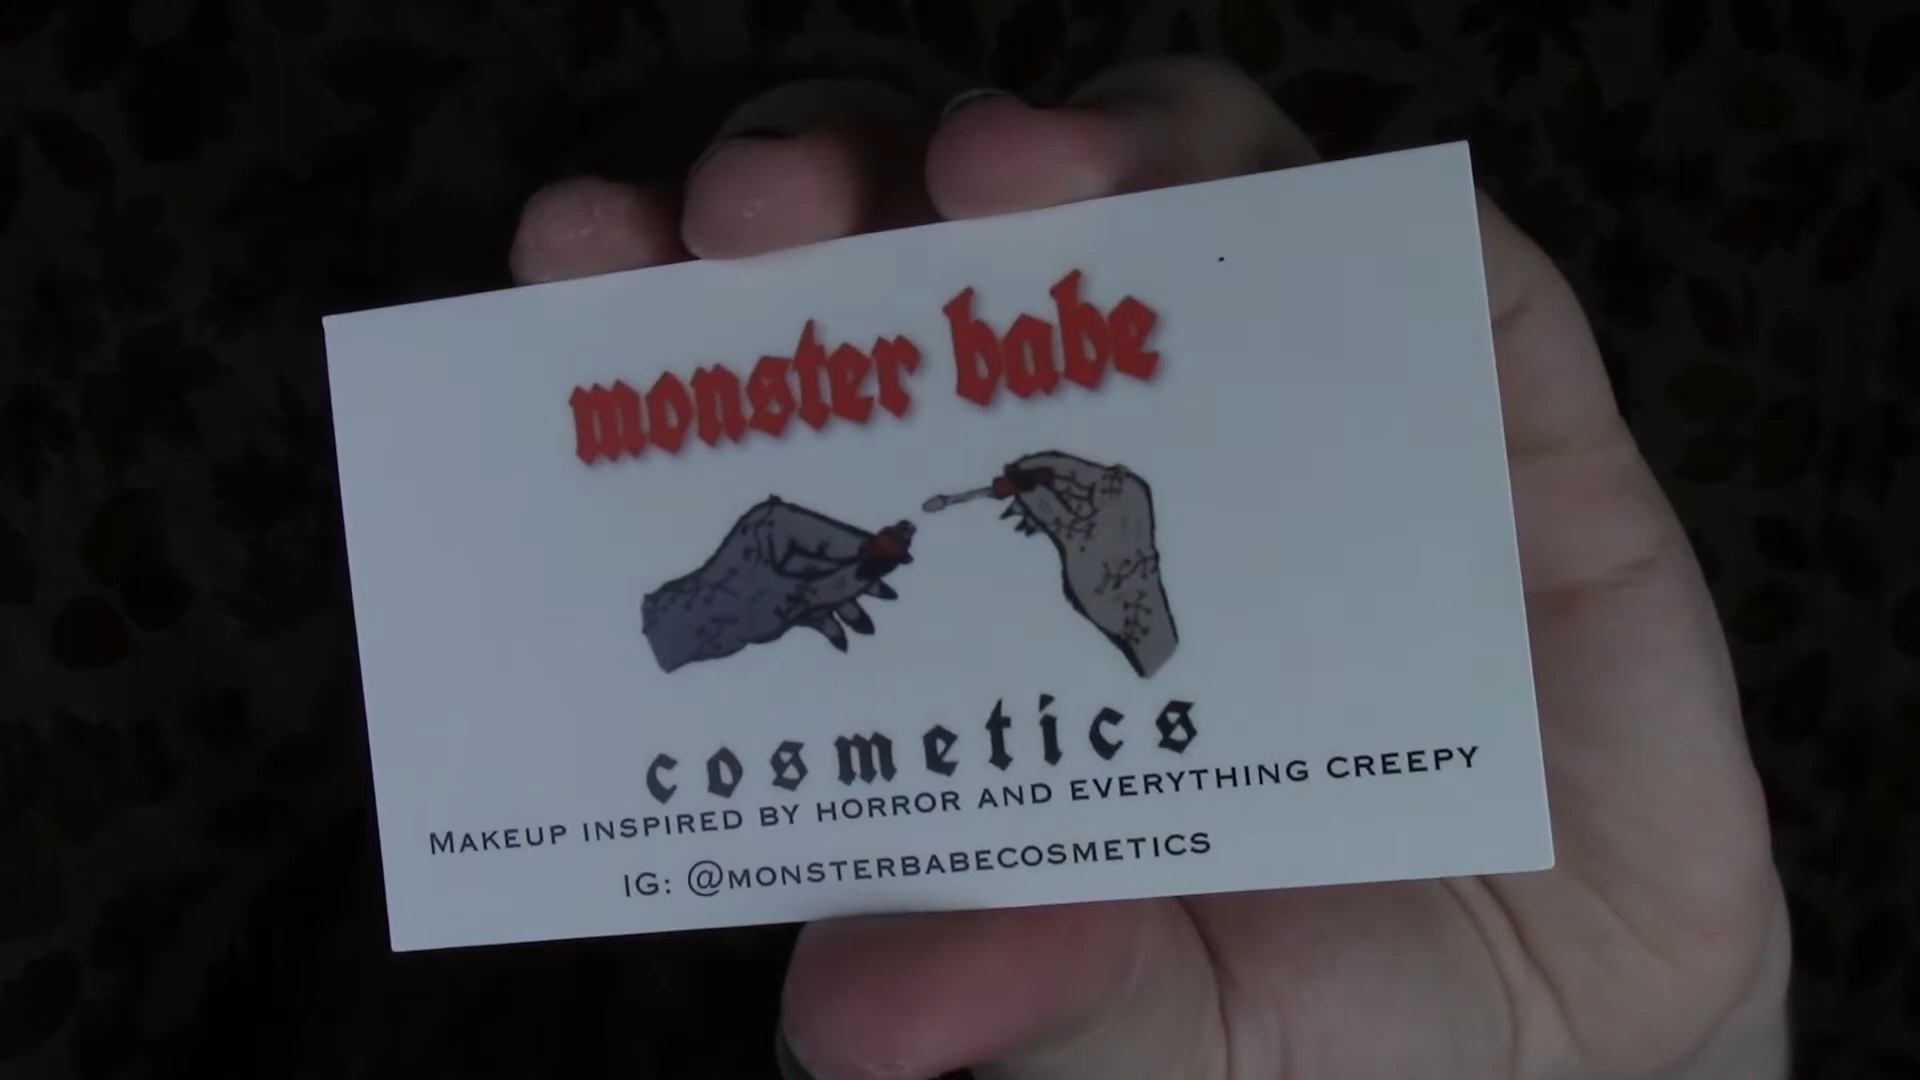 monster babe
cosmetics
MAKEUP INSPIRED BY HORROR AND EVERYTHING CREEPY
IG: @MONSTERBABECOSMETICS